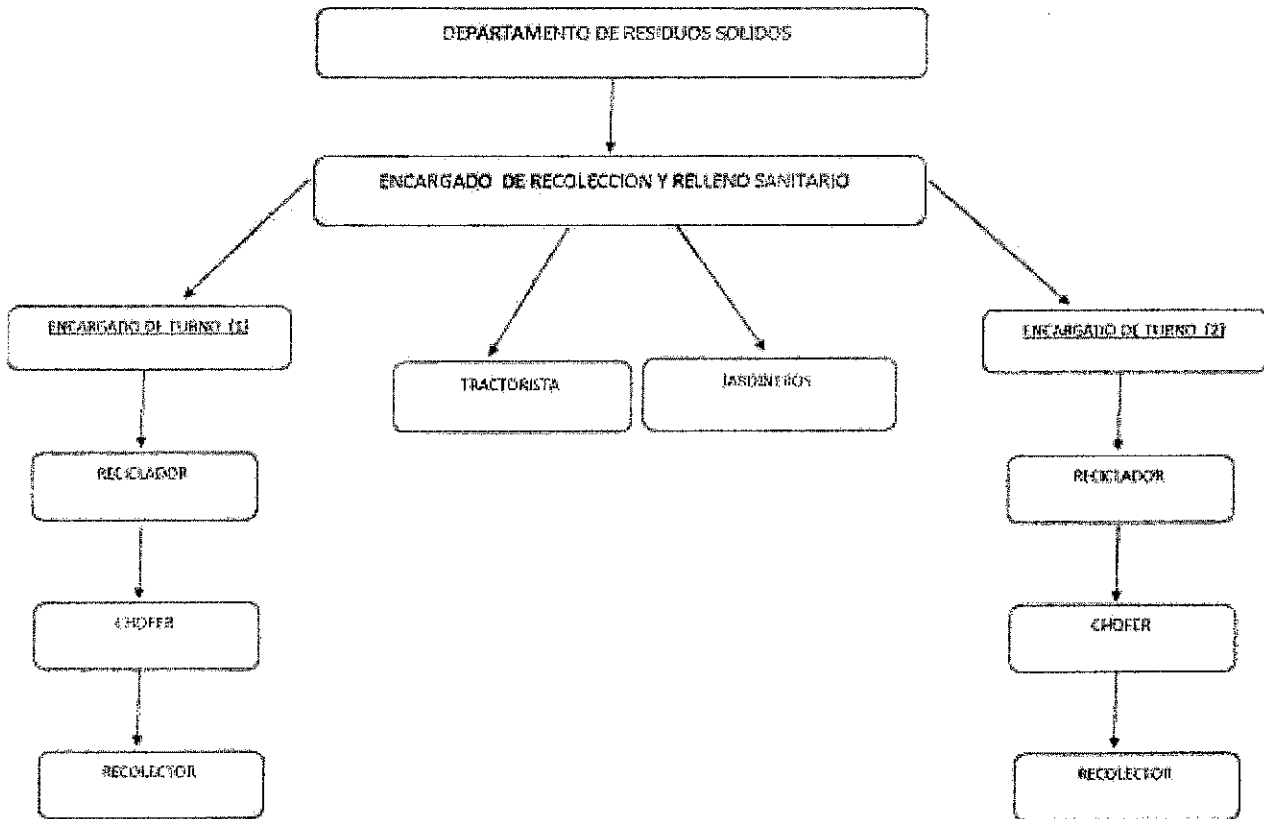 DEPARTAMENTO DE RESIDUOS SOLIDOS
ENCARGADO DE RECOLECCION Y RELLENO SANITARIO
ENCARGADO DE TURNO (1)
ENCARGADO DE TURNO (2)
TRACTORISTA
JARDINEROS
RECICLADOR
RECICLADOR
CHOFER
CHOFER
RECOLECTOR
RECOLECTOR